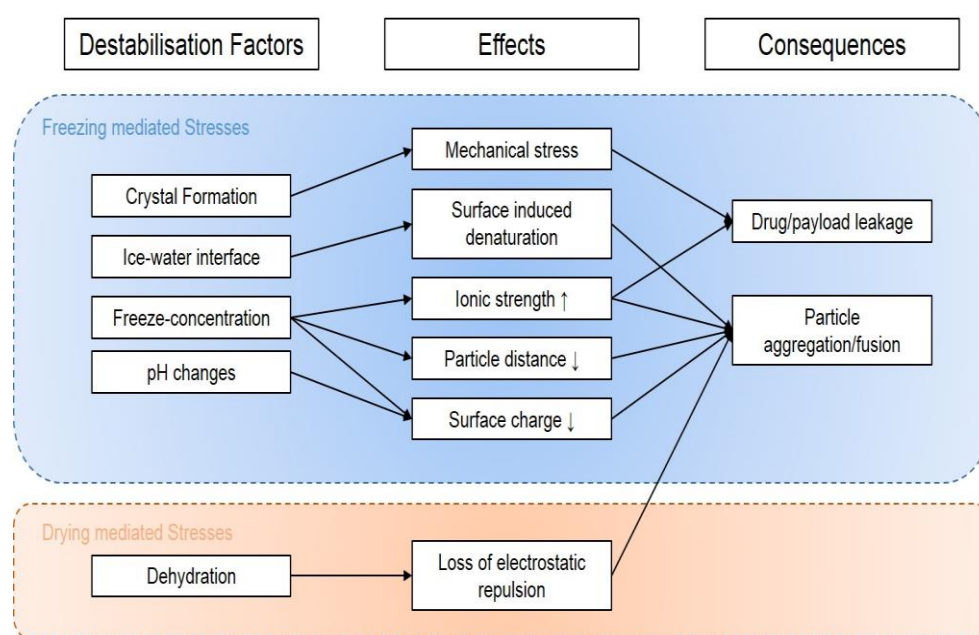 Destabilisation Factors
Effects
Consequences
Freezing mediated Stresses
Crystal Formation
Ice-water interface
Freeze-concentration
pH changes
Mechanical stress
Surface induced
denaturation
Ionic strength ↑
Particle distance ↓
Surface charge ↓
Drug/payload leakage
Particle
aggregation/fusion
Drying mediated Stresses
Dehydration
Loss of electrostatic
repulsion